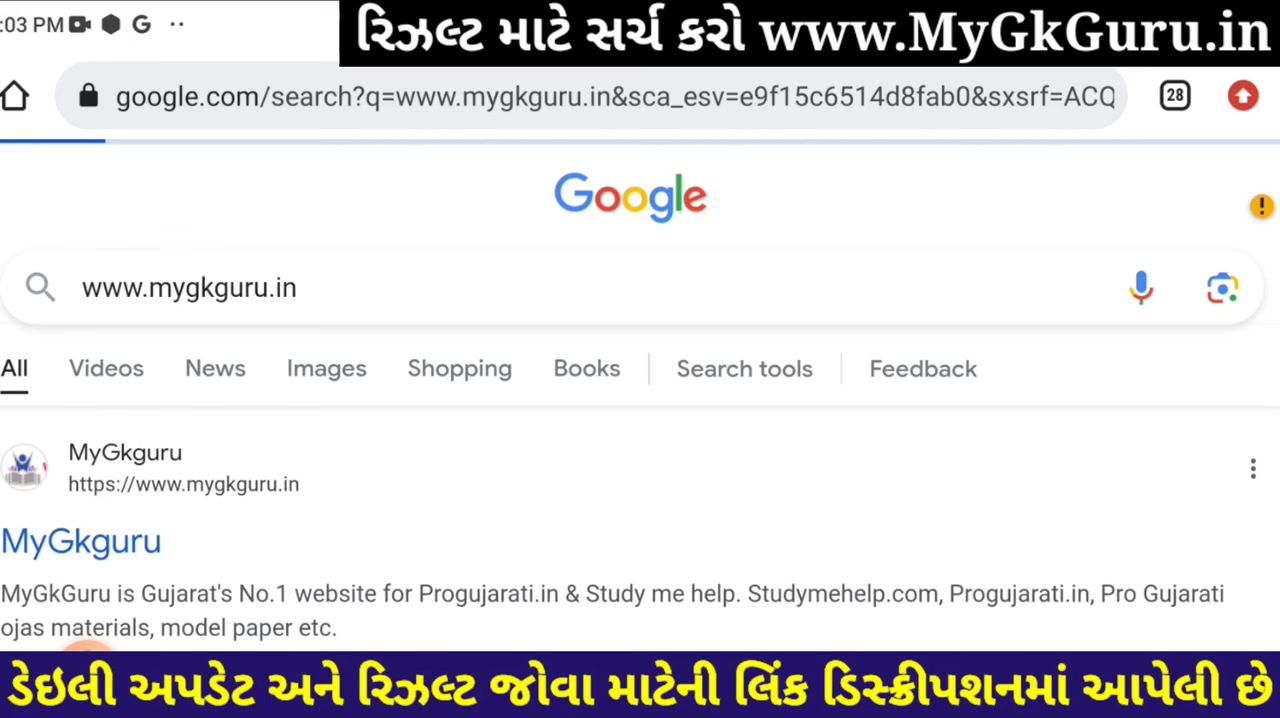 :03 PM
રિઝલ્ટ માટે સર્ચ કરો www.MyGkGuru.in
google.com/search?q=www.mygkguru.in&sca_esv=e9f15c6514d8fab0&sxsrf=ACQ
28
Google
www.mygkguru.in
All Videos News Images Shopping Books Search tools Feedback
MyGkguru
https://www.mygkguru.in
MyGkguru
MyGkGuru is Gujarat's No.1 website for Progujarati.in & Study me help. Studymehelp.com, Progujarati.in, Pro Gujarati
ojas materials, model paper etc.
ડેઇલી અપડેટ અને રિઝલ્ટ જોવા માટેની લિંક ડિસ્ક્રીપશનમાં આપેલી છે